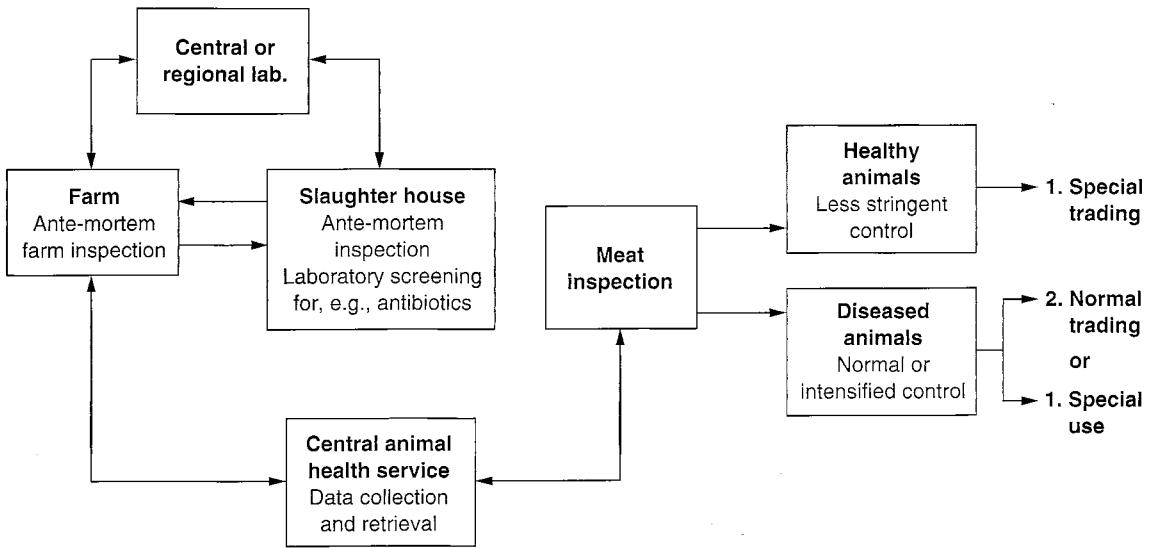 Central or
regional lab.
Farm
Ante-mortem
farm inspection
Slaughter house
Ante-mortem
inspection
Laboratory screening
for, e.g., antibiotics
Meat
inspection
Healthy
animals
Less stringent
control
1. Special
trading
Diseased
animals
Normal or
intensified control
2. Normal
trading
or
1. Special
use
Central animal
health service
Data collection
and retrieval